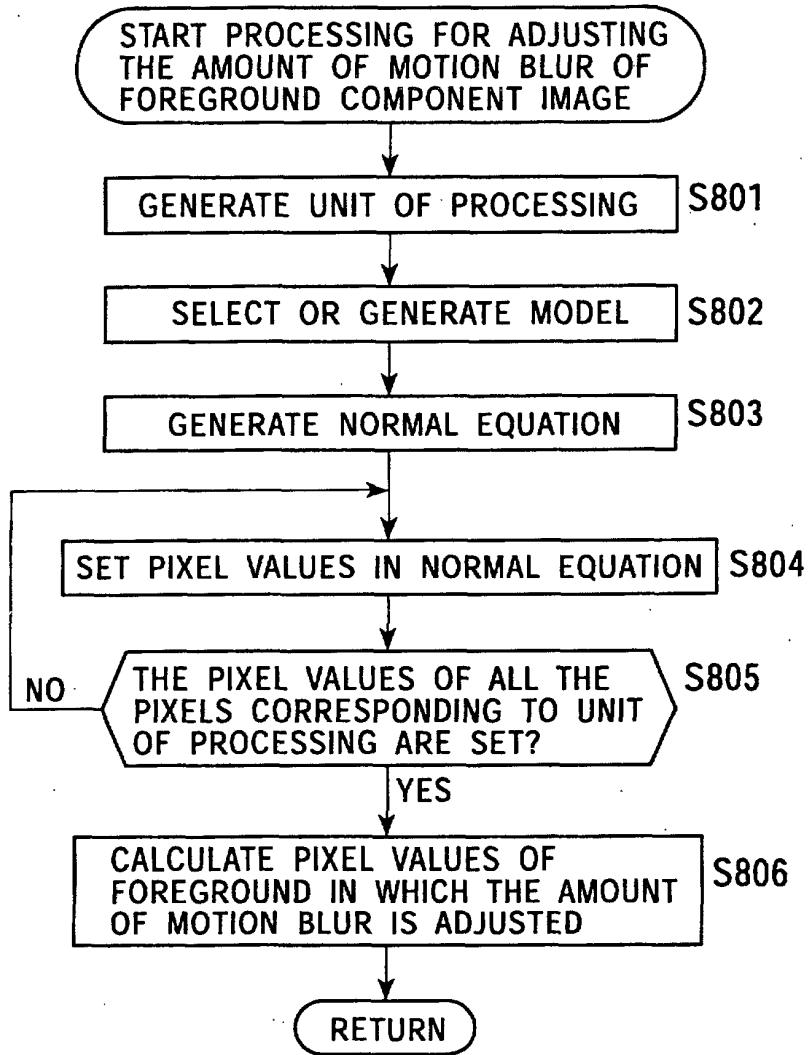 START PROCESSING FOR ADJUSTING
THE AMOUNT OF MOTION BLUR OF
FOREGROUND COMPONENT IMAGE
GENERATE UNIT OF PROCESSING
S801
SELECT OR GENERATE MODEL
S802
GENERATE NORMAL EQUATION
S803
SET PIXEL VALUES IN NORMAL EQUATION
S804
THE PIXEL VALUES OF ALL THE
PIXELS CORRESPONDING TO UNIT
OF PROCESSING ARE SET?
S805
NO
YES
CALCULATE PIXEL VALUES OF
FOREGROUND IN WHICH THE AMOUNT
OF MOTION BLUR IS ADJUSTED
S806
RETURN